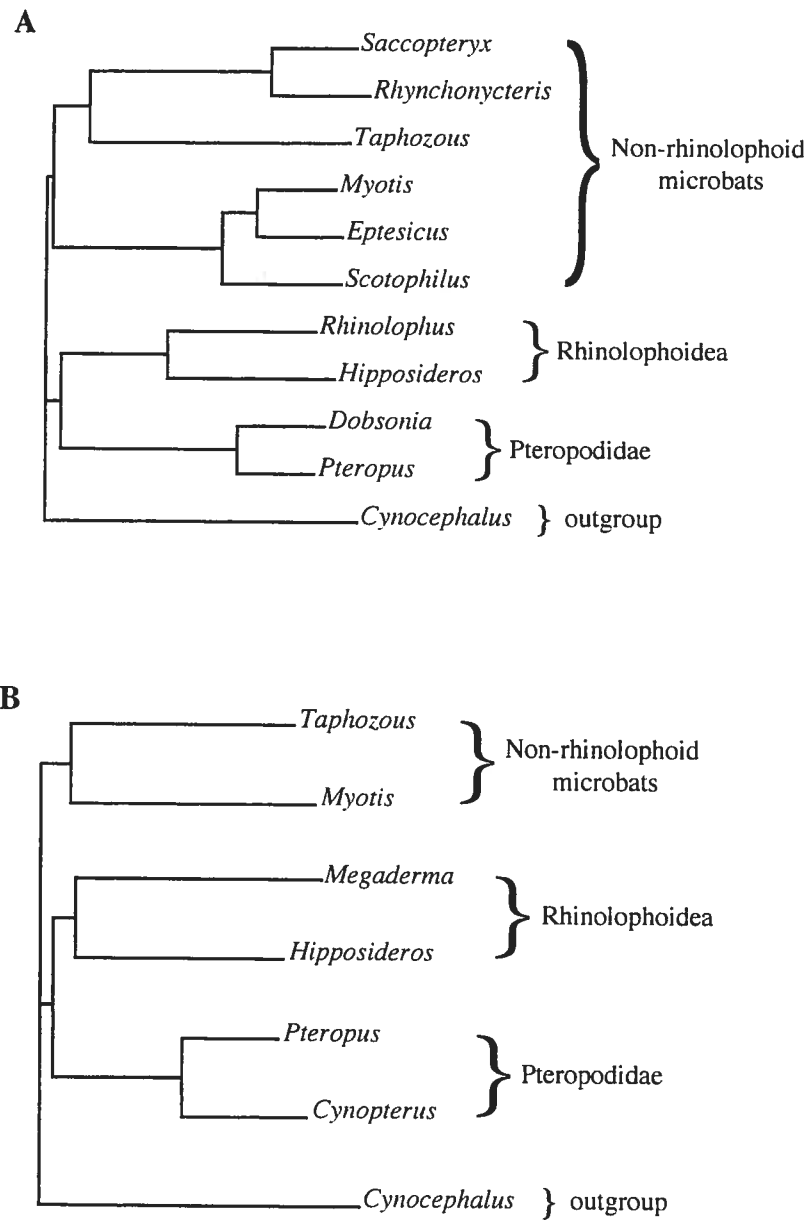 A
Saccopteryx
Rhynchonycteris
Taphozous
Myotis
Eptesicus
Scotophilus
Non-rhinolophoid
microbats
Rhinolophus
Hipposideros
Rhinolophoidea
Dobsonia
Pteropus
Pteropodidae
Cynocephalus
outgroup
B
Taphozous
Myotis
Non-rhinolophoid
microbats
Megaderma
Hipposideros
Rhinolophoidea
Pteropus
Cynopterus
Pteropodidae
Cynocephalus
outgroup